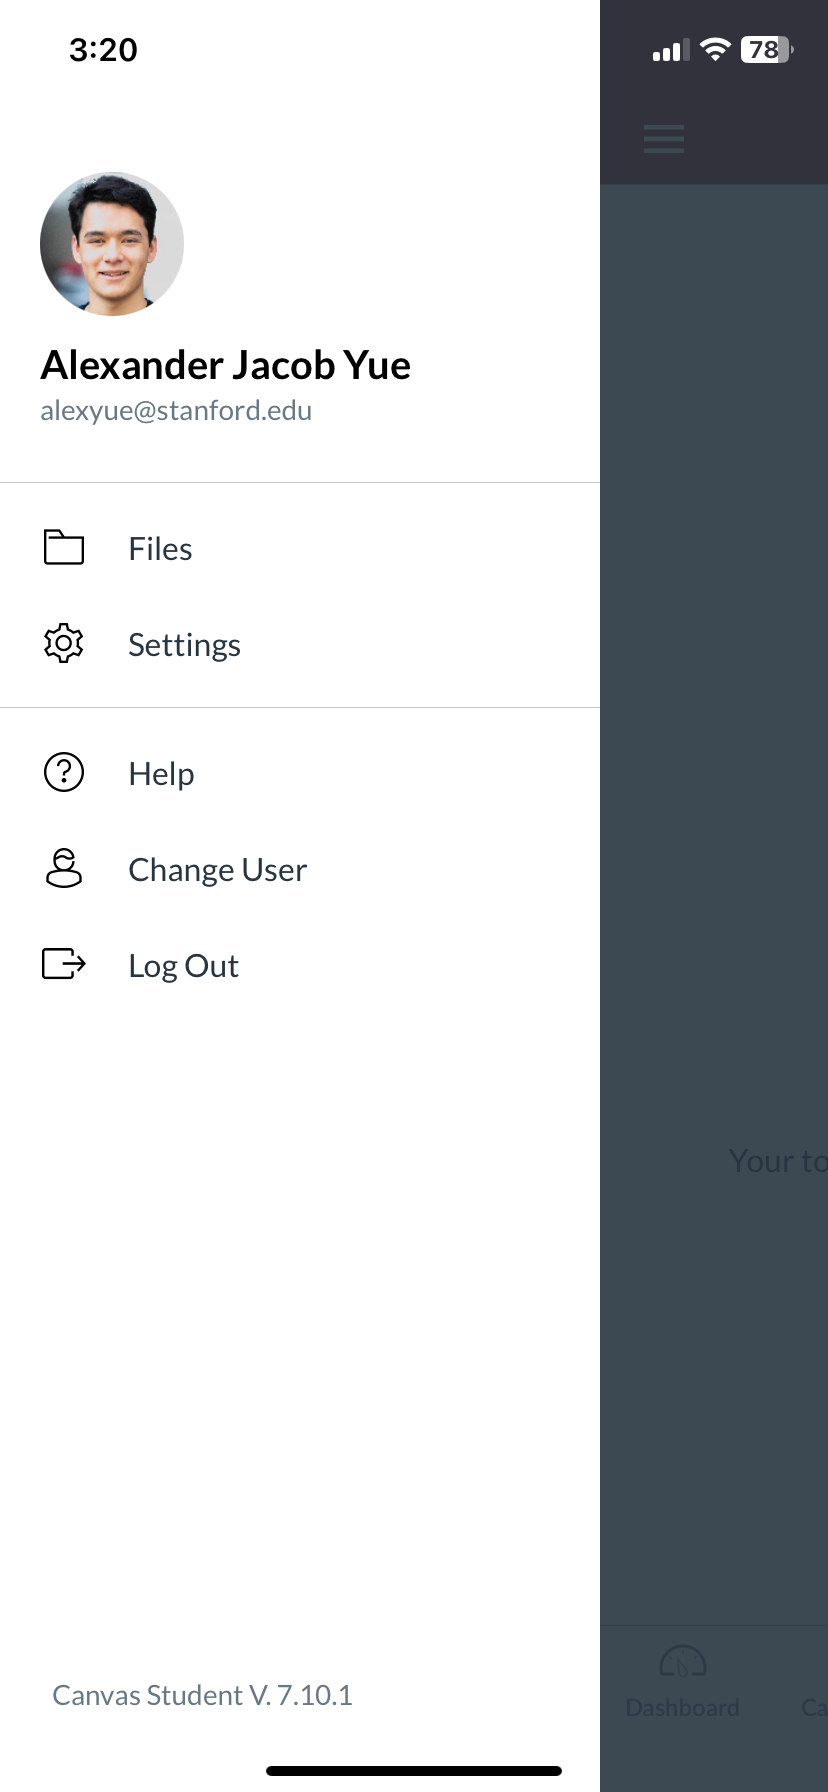 3:20
78
Alexander Jacob Yue
alexyue@stanford.edu
Files
Settings
Help
Change User
Log Out
Your to
Canvas Student V. 7.10.1
Dashboard
Ca